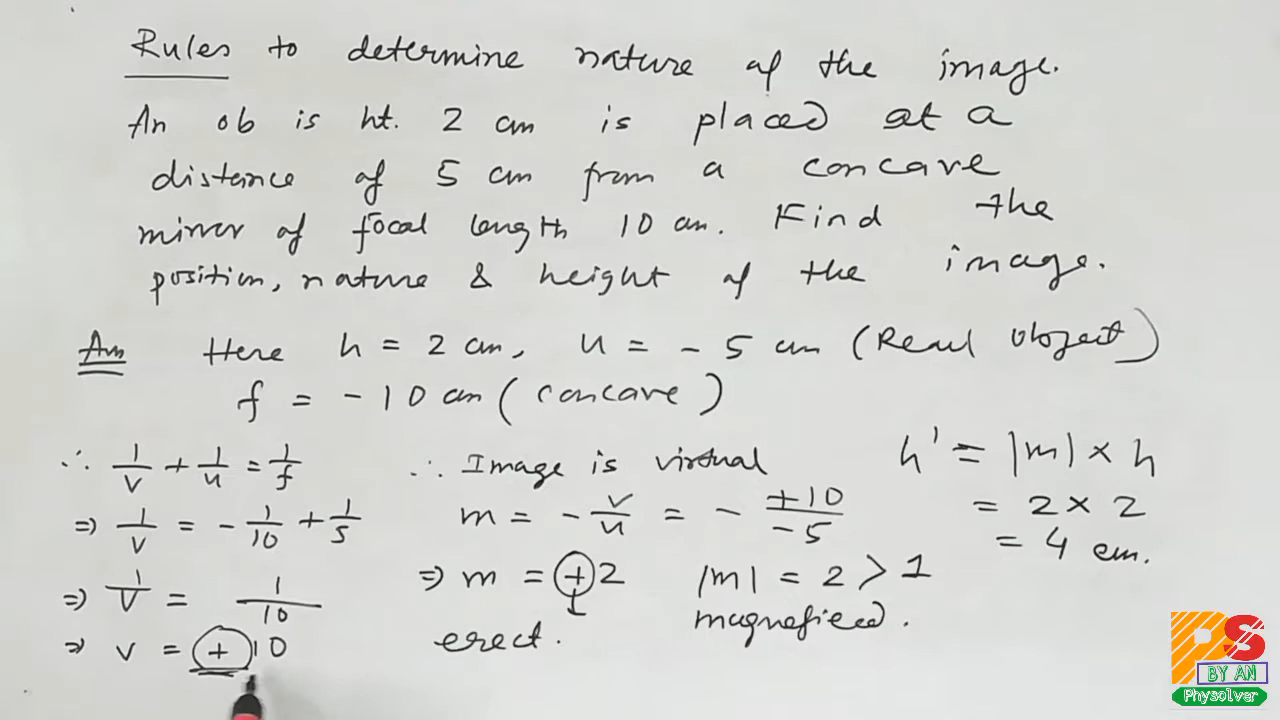 Rules to determine nature of the image.
An ob is ht. 2 cm is placed at a
distance of 5 cm from a concave
mirror of focal length 10 cm. Find the
position, nature & height of the image.
Ans Here h = 2 cm, u = - 5 cm (Real object)
f = - 10 cm (concave)
∴ 1/v + 1/u = 1/f
⇒ 1/v = - 1/10 + 1/5
⇒ 1/v = 1/10
⇒ v = + 10
∴ Image is virtual
m = - v/u = - +10/-5
⇒ m = + 2
erect.
|m| = 2 > 1
magnefied.
h' = |m| × h
= 2 × 2
= 4 cm.
PS
BY AN
Physolver